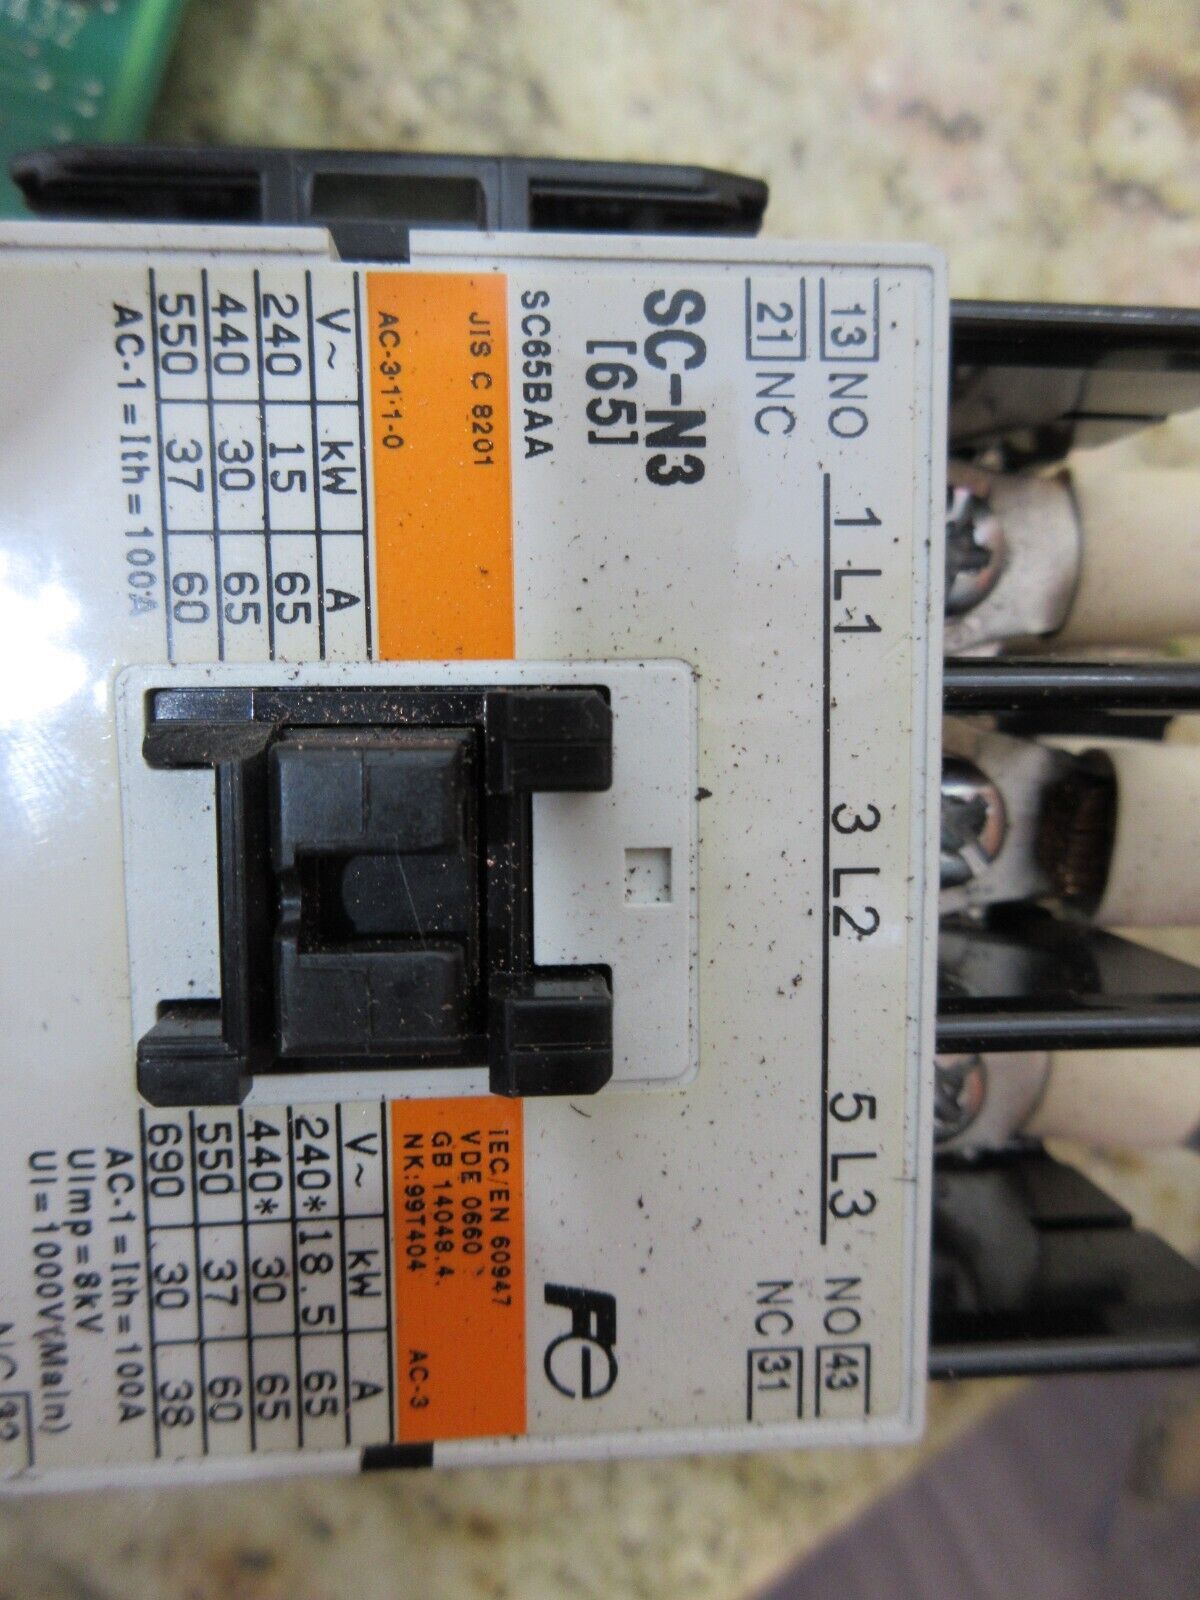 13 NO
21 NC
1 L1 3 L2 5 L3
NO 43
NC 31
SC-N3
[65]
SC65BAA
Fe
JIS C 8201
AC-3·1·1-0
V~ kW A
240 15 65
440 30 65
550 37 60
AC-1=Ith=100A
IEC/EN 60947
VDE 0660
GB 14048.4.
NK:99T404 AC-3
V~ kW A
240* 18.5 65
440* 30 65
550 37 60
690 30 38
AC-1=Ith=100A
UImp=8kV
UI=1000V(Main)
NC 32